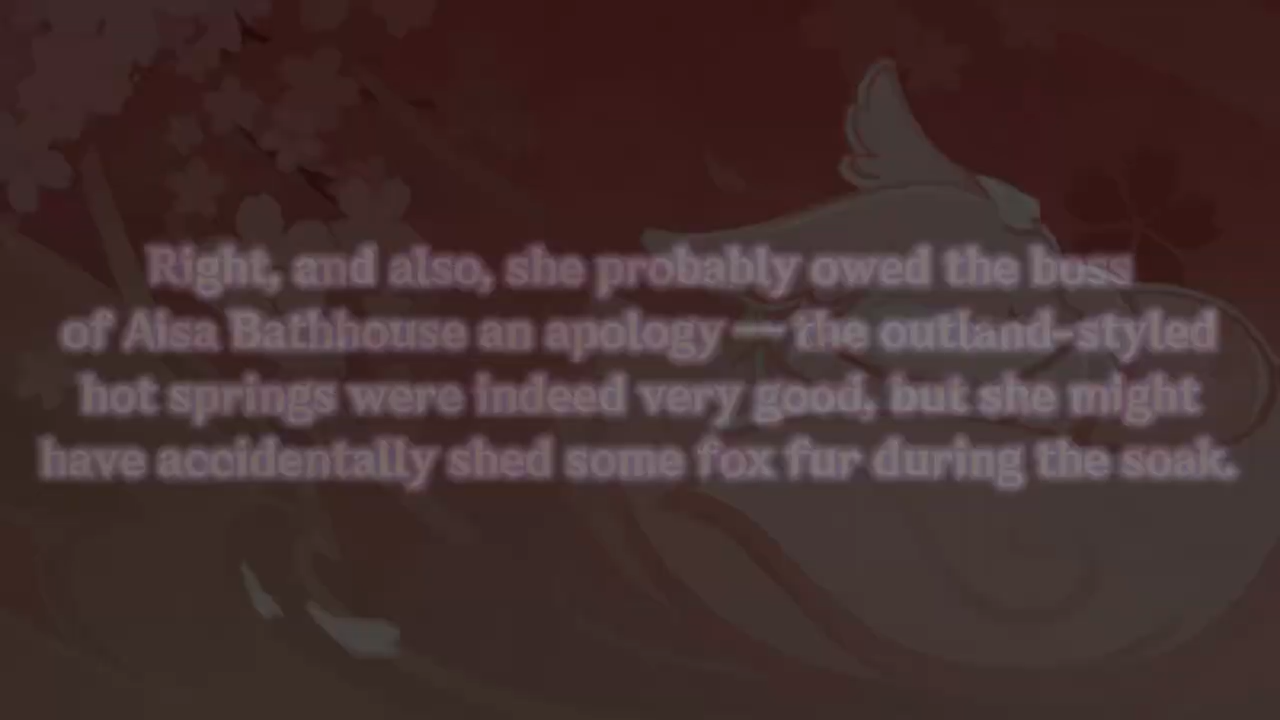 Right, and also, she probably owed the boss
of Aisa Bathhouse an apology — the outland-styled
hot springs were indeed very good, but she might
have accidentally shed some fox fur during the soak.